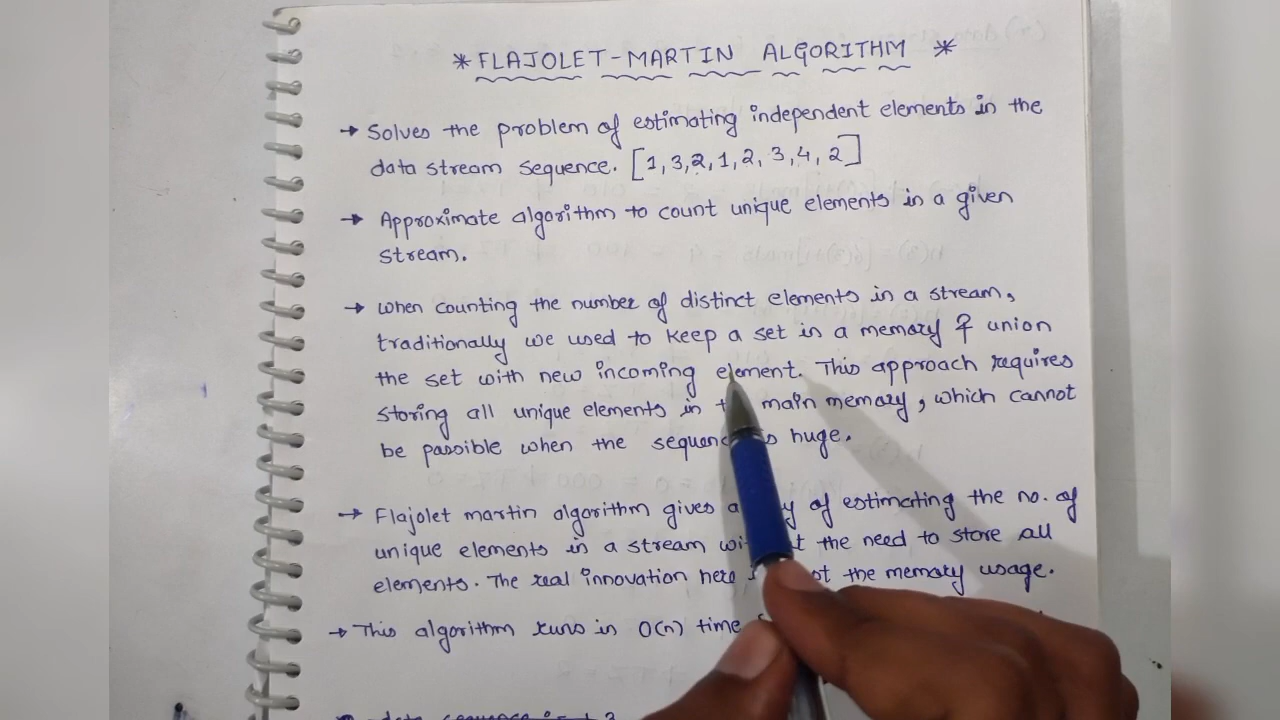 * FLAJOLET-MARTIN ALGORITHM *
→ Solves the problem of estimating independent elements in the
data stream sequence. [1, 3, 2, 1, 2, 3, 4, 2]
→ Approximate algorithm to count unique elements in a given
stream.
→ When counting the number of distinct elements in a stream,
traditionally we used to keep a set in a memory & union
the set with new incoming element. This approach requires
storing all unique elements in main memory, which cannot
be possible when the huge.
→ Flajolet martin algorithm gives of estimating the no. of
unique elements in a stream the need to store all
elements. The real innovation here the memory usage.
→ This algorithm runs in O(n) time
data sequence